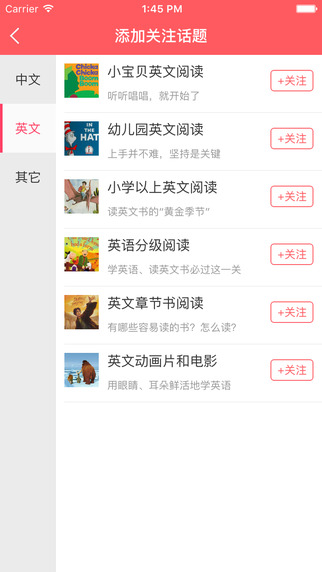 Carrier 1:45 PM
添加关注话题
中文
英文
其它
Chicka
Chicka
Boom
Boom
小宝贝英文阅读
听听唱唱，就开始了
+关注
IN THE
HAT
幼儿园英文阅读
上手并不难，坚持是关键
+关注
小学以上英文阅读
读英文书的"黄金季节"
+关注
英语分级阅读
学英语、读英文书必过这一关
+关注
英文章节书阅读
有哪些容易读的书？怎么读？
+关注
英文动画片和电影
用眼睛、耳朵鲜活地学英语
+关注